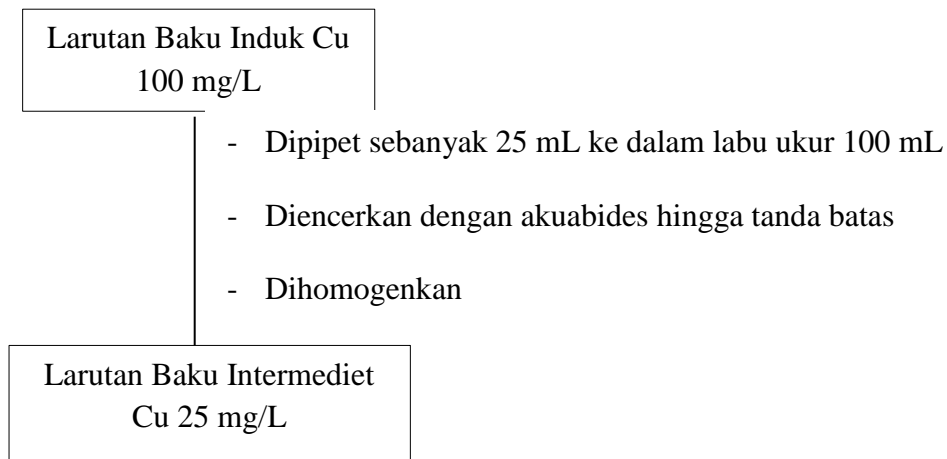 Larutan Baku Induk Cu
100 mg/L
- Dipipet sebanyak 25 mL ke dalam labu ukur 100 mL
- Diencerkan dengan akuabides hingga tanda batas
- Dihomogenkan
Larutan Baku Intermediet
Cu 25 mg/L